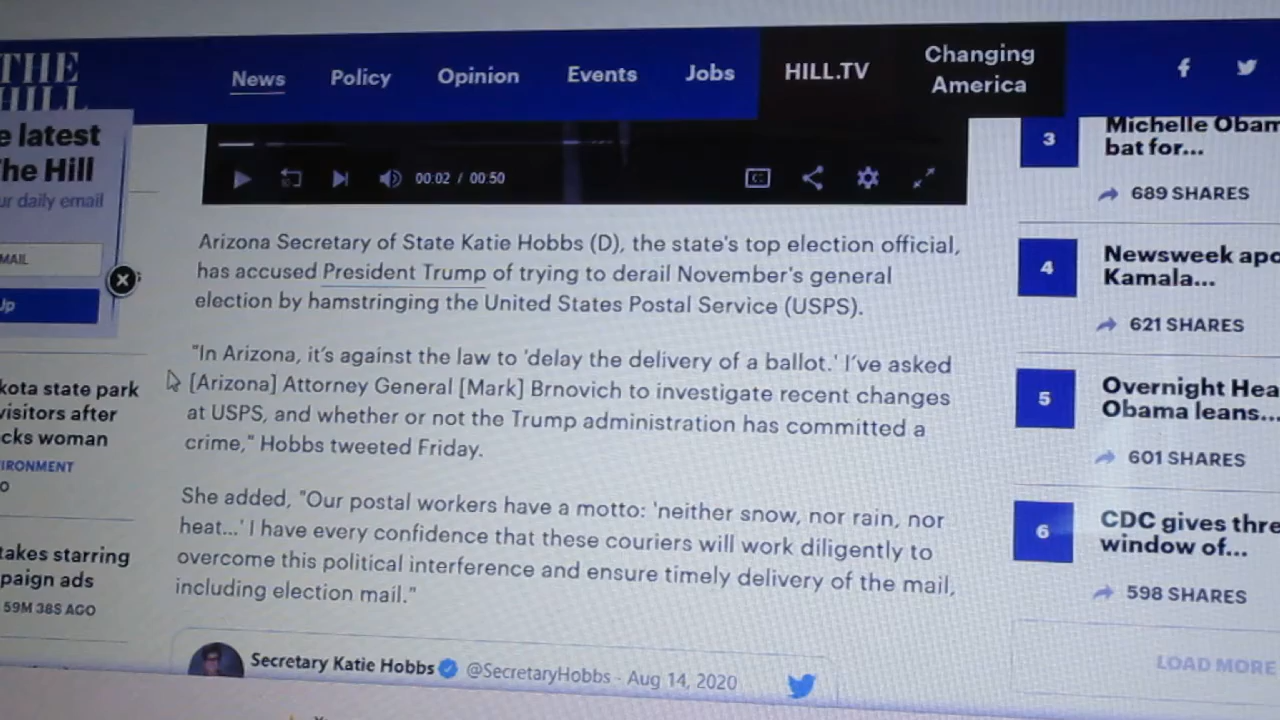 THE
HILL
News
Policy
Opinion
Events
Jobs
HILL.TV
Changing
America
e latest
he Hill
ur daily email
MAIL
Up
kota state park
visitors after
cks woman
IRONMENT
O
takes starring
paign ads
59M 38S AGO
00:02 / 00:50
CC
Arizona Secretary of State Katie Hobbs (D), the state's top election official,
has accused President Trump of trying to derail November's general
election by hamstringing the United States Postal Service (USPS).
"In Arizona, it's against the law to 'delay the delivery of a ballot.' I've asked
[Arizona] Attorney General [Mark] Brnovich to investigate recent changes
at USPS, and whether or not the Trump administration has committed a
crime," Hobbs tweeted Friday.
She added, "Our postal workers have a motto: 'neither snow, nor rain, nor
heat...' I have every confidence that these couriers will work diligently to
overcome this political interference and ensure timely delivery of the mail,
including election mail."
Secretary Katie Hobbs @SecretaryHobbs - Aug 14, 2020
3
Michelle Obam
bat for...
689 SHARES
4
Newsweek apo
Kamala...
621 SHARES
5
Overnight Hea
Obama leans...
601 SHARES
6
CDC gives thre
window of...
598 SHARES
LOAD MORE